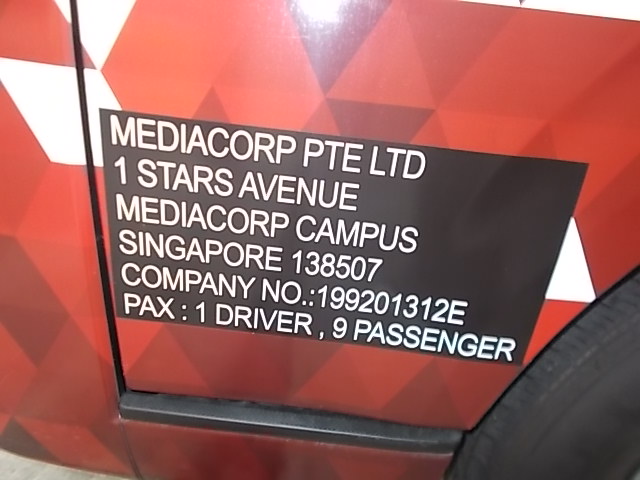 MEDIACORP PTE LTD
1 STARS AVENUE
MEDIACORP CAMPUS
SINGAPORE 138507
COMPANY NO.:199201312E
PAX : 1 DRIVER , 9 PASSENGER